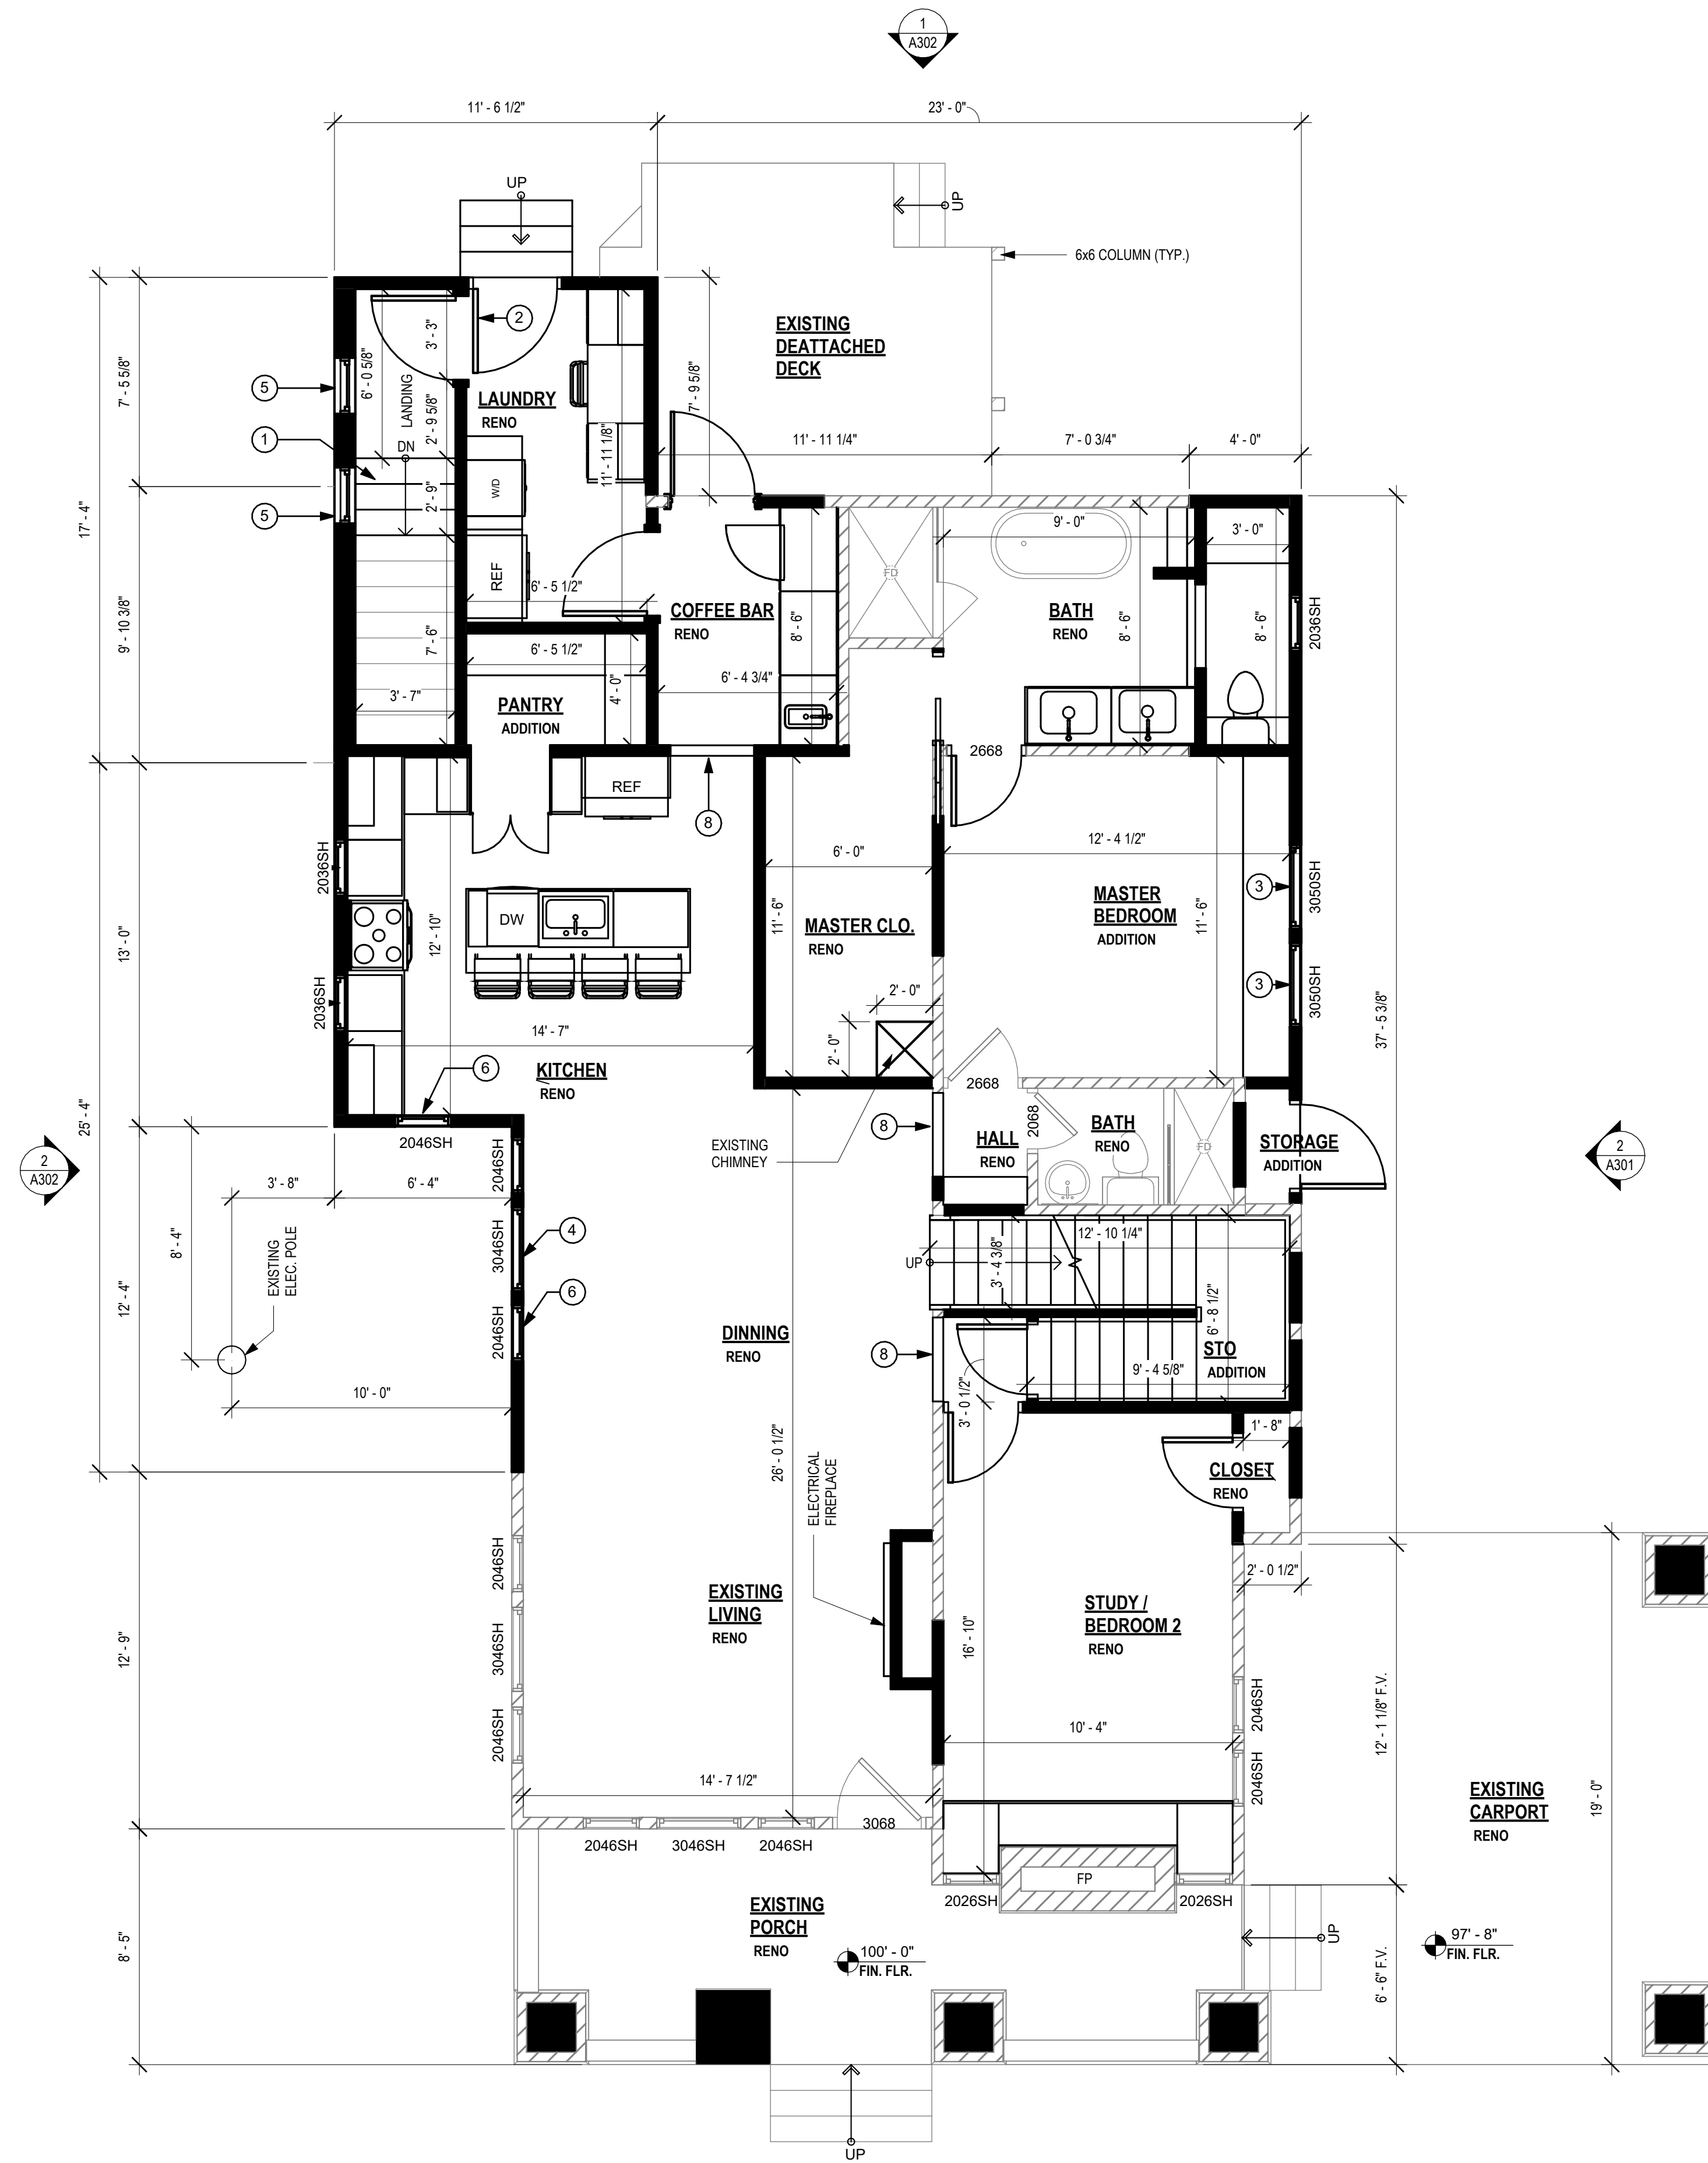 1
A302
11' - 6 1/2"
23' - 0"
UP
UP
6x6 COLUMN (TYP.)
EXISTING
DEATTACHED
DECK
2
5
1
5
7' - 5 5/8"
17' - 4"
9' - 10 3/8"
6' - 0 5/8"
3' - 3"
LANDING
2' - 9 5/8"
DN
2' - 9"
LAUNDRY
RENO
W/D
REF
11' - 11 1/8"
7' - 9 5/8"
11' - 11 1/4"
7' - 0 3/4"
4' - 0"
6' - 5 1/2"
9' - 0"
3' - 0"
FD
COFFEE BAR
RENO
8' - 6"
BATH
RENO
8' - 6"
8' - 6"
2036SH
7' - 6"
3' - 7"
6' - 5 1/2"
4' - 0"
6' - 4 3/4"
PANTRY
ADDITION
REF
8
2668
2036SH
DW
12' - 10"
2036SH
14' - 7"
KITCHEN
RENO
6
2046SH
13' - 0"
25' - 4"
6' - 0"
11' - 6"
MASTER CLO.
RENO
2' - 0"
2' - 0"
12' - 4 1/2"
MASTER
BEDROOM
ADDITION
11' - 6"
3
3050SH
3
3050SH
37' - 5 3/8"
2668
2068
8
EXISTING
CHIMNEY
HALL
RENO
BATH
RENO
FD
STORAGE
ADDITION
2
A302
2
A301
3' - 8"
6' - 4"
8' - 4"
EXISTING
ELEC. POLE
10' - 0"
12' - 4"
2046SH
3046SH
2046SH
4
6
UP
12' - 10 1/4"
3' - 4 3/8"
6' - 8 1/2"
STO
ADDITION
9' - 4 5/8"
8
3' - 0 1/2"
DINNING
RENO
26' - 0 1/2"
1' - 8"
CLOSET
RENO
ELECTRICAL
FIREPLACE
2' - 0 1/2"
12' - 9"
2046SH
3046SH
2046SH
EXISTING
LIVING
RENO
16' - 10"
STUDY /
BEDROOM 2
RENO
10' - 4"
2046SH
2046SH
12' - 1 1/8" F.V.
19' - 0"
EXISTING
CARPORT
RENO
14' - 7 1/2"
3068
2046SH
3046SH
2046SH
FP
2026SH
2026SH
EXISTING
PORCH
RENO
100' - 0"
FIN. FLR.
UP
97' - 8"
FIN. FLR.
8' - 5"
6' - 6" F.V.
UP